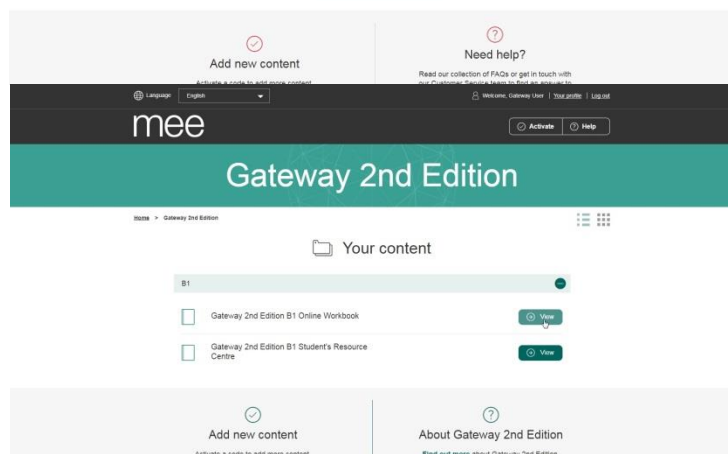 Add new content
Need help?
Activate a code to add more content
Read our collection of FAQs or get in touch with
our Customer Service team to find an answer to
Language English
Welcome, Gateway User | Your profile | Log out
mee
Activate
Help
Gateway 2nd Edition
Home > Gateway 2nd Edition
Your content
B1
Gateway 2nd Edition B1 Online Workbook
View
Gateway 2nd Edition B1 Student's Resource
Centre
View
Add new content
About Gateway 2nd Edition
Activate a code to add more content
Find out more about Gateway 2nd Edition